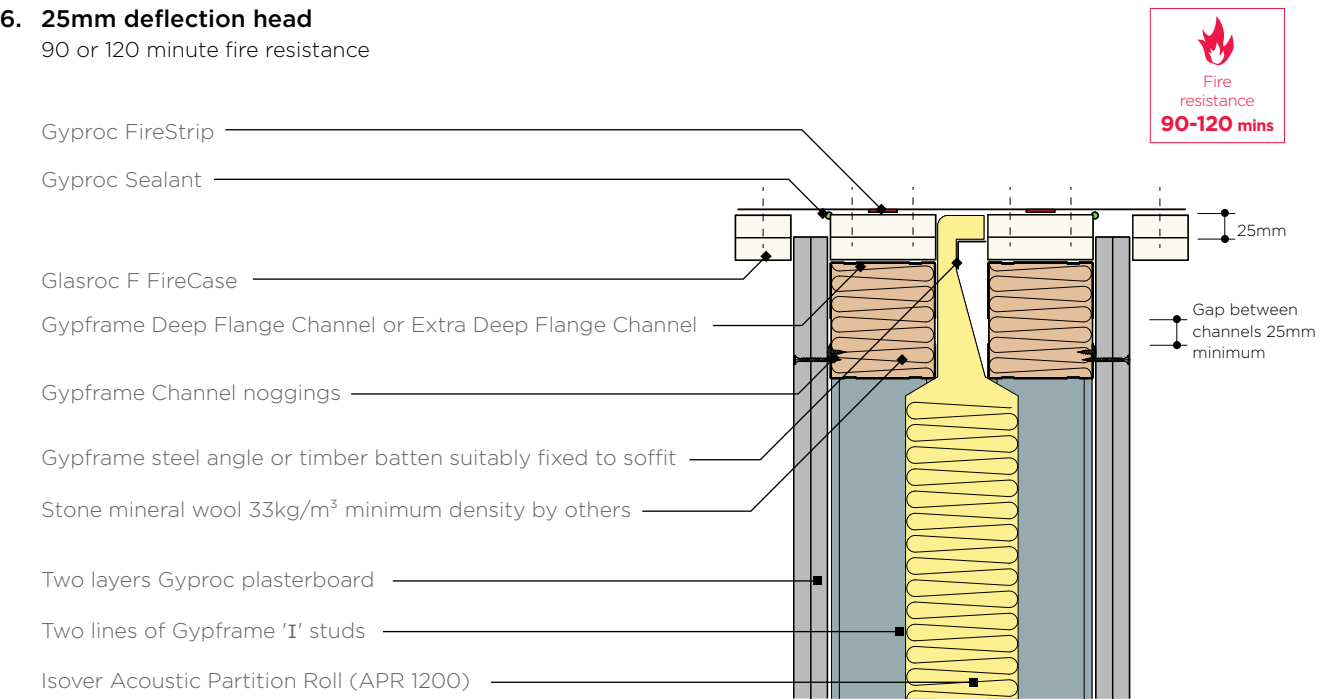 6. 25mm deflection head
90 or 120 minute fire resistance
Fire
resistance
90-120 mins
Gyproc FireStrip
Gyproc Sealant
25mm
Glasroc F FireCase
Gypframe Deep Flange Channel or Extra Deep Flange Channel
Gap between
channels 25mm
minimum
Gypframe Channel noggings
Gypframe steel angle or timber batten suitably fixed to soffit
Stone mineral wool 33kg/m³ minimum density by others
Two layers Gyproc plasterboard
Two lines of Gypframe 'I' studs
Isover Acoustic Partition Roll (APR 1200)